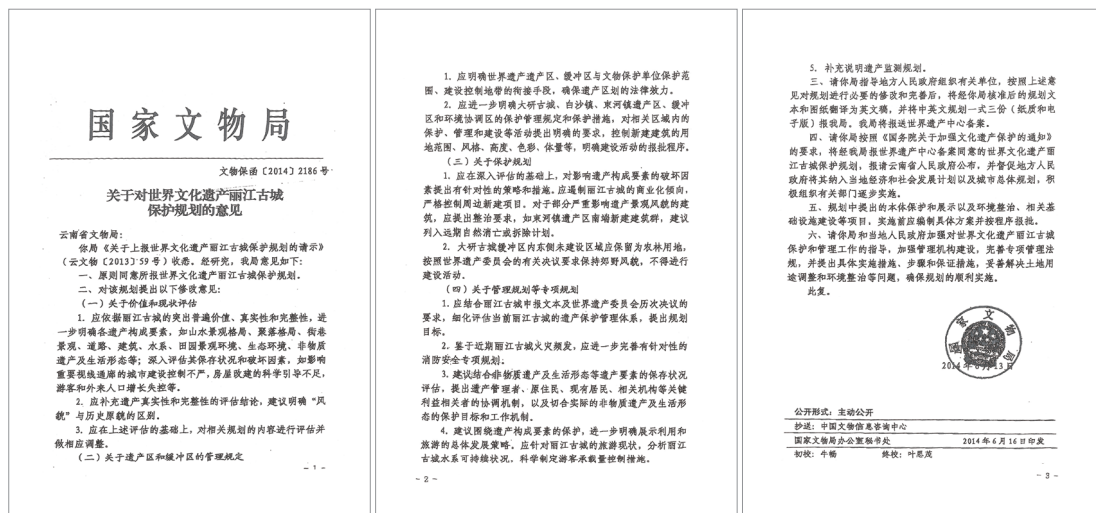 国家文物局
文物保函〔2014〕2186号
关于对世界文化遗产丽江古城
保护规划的意见
云南省文物局：
你局《关于上报世界文化遗产丽江古城保护规划的请示》
（云文物〔2013〕59号）收悉。经研究，我局意见如下：
一、原则同意所报世界文化遗产丽江古城保护规划。
二、对该规划提出以下修改意见：
（一）关于价值和现状评估
1. 应依据丽江古城的突出普遍价值、真实性和完整性，进
一步明确各遗产构成要素，如山水景观格局、聚落格局、街巷
景观、道路、建筑、水系、田园景观环境、生态环境、非物质
遗产及生活形态等；深入评估其保存状况和破坏因素，如影响
重要视线通廊的城市建设控制不严，房屋改建的科学引导不足，
游客和外来人口增长失控等。
2. 应补充遗产真实性和完整性的评估结论，建议明确“风
貌”与历史原貌的区别。
3. 应在上述评估的基础上，对相关规划的内容进行评估并
做相应调整。
（二）关于遗产区和缓冲区的管理规定
- 1 -
1. 应明确世界遗产遗产区、缓冲区与文物保护单位保护范
围、建设控制地带的衔接手段，确保遗产区划的法律效力。
2. 应进一步明确大研古城、白沙镇、束河镇遗产区、缓冲
区和环境协调区的保护管理规定和保护措施，对相关区域内的
保护、管理和建设等活动提出明确的要求，控制新建建筑的用
地范围、风格、高度、色彩、体量等，明确建设活动的报批程序。
（三）关于保护规划
1. 应在深入评估的基础上，对影响遗产构成要素的破坏因
素提出有针对性的策略和措施。应遏制丽江古城的商业化倾向，
严格控制周边新建项目。对于部分严重影响遗产景观风貌的建
筑，应提出整治要求，如束河镇遗产区南端新建建筑群，建议
列入近期自然消亡或拆除计划。
2. 大研古城缓冲区内东侧未建设区域应保留为农林用地，
按照世界遗产委员会的有关决议要求保持郊野风貌，不得进行
建设活动。
（四）关于管理规划等专项规划
1. 应结合丽江古城申报文本及世界遗产委员会历次决议的
要求，细化评估当前丽江古城的遗产保护管理体系，提出规划
目标。
2. 鉴于近期丽江古城火灾频发，应进一步完善有针对性的
消防安全专项规划。
3. 建议结合非物质遗产及生活形态等遗产要素的保存状况
评估，提出遗产管理者、原住民、现有居民、相关机构等关键
利益相关者的协调机制，以及切合实际的非物质遗产及生活形
态的保护目标和工作机制。
4. 建议围绕遗产构成要素的保护，进一步明确展示利用和
旅游的总体发展策略。应针对丽江古城的旅游现状，分析丽江
古城水系可持续状况，科学制定游客承载量控制措施。
- 2 -
5. 补充说明遗产监测规划。
三、请你局指导地方人民政府组织有关单位，按照上述意
见对规划进行必要的修改和完善后，将经你局核准后的规划文
本和图纸翻译为英文稿，并将中英文规划一式三份（纸质和电
子版）报我局。我局将报送世界遗产中心备案。
四、请你局按照《国务院关于加强文化遗产保护的通知》
的要求，将经我局报世界遗产中心备案同意的世界文化遗产丽
江古城保护规划，报请云南省人民政府公布，并督促地方人民政
府将其纳入当地经济和社会发展计划以及城市总体规划，积
极组织有关部门逐步实施。
五、规划中提出的本体保护和展示以及环境整治、相关基
础设施建设等项目，实施前应编制具体方案并按程序报批。
六、请你局和当地人民政府加强对世界文化遗产丽江古城
保护和管理工作的指导，加强管理机构建设，完善专项管理法
规，并提出具体实施措施、步骤和保证措施，妥善解决土地用
途调整和环境整治等问题，确保规划的顺利实施。
此复。
国家文物局
2014年6月13日
公开形式：主动公开
抄送：中国文物信息咨询中心
国家文物局办公室秘书处 2014年6月16日印发
初校：牛畅 终校：叶思茂
- 3 -